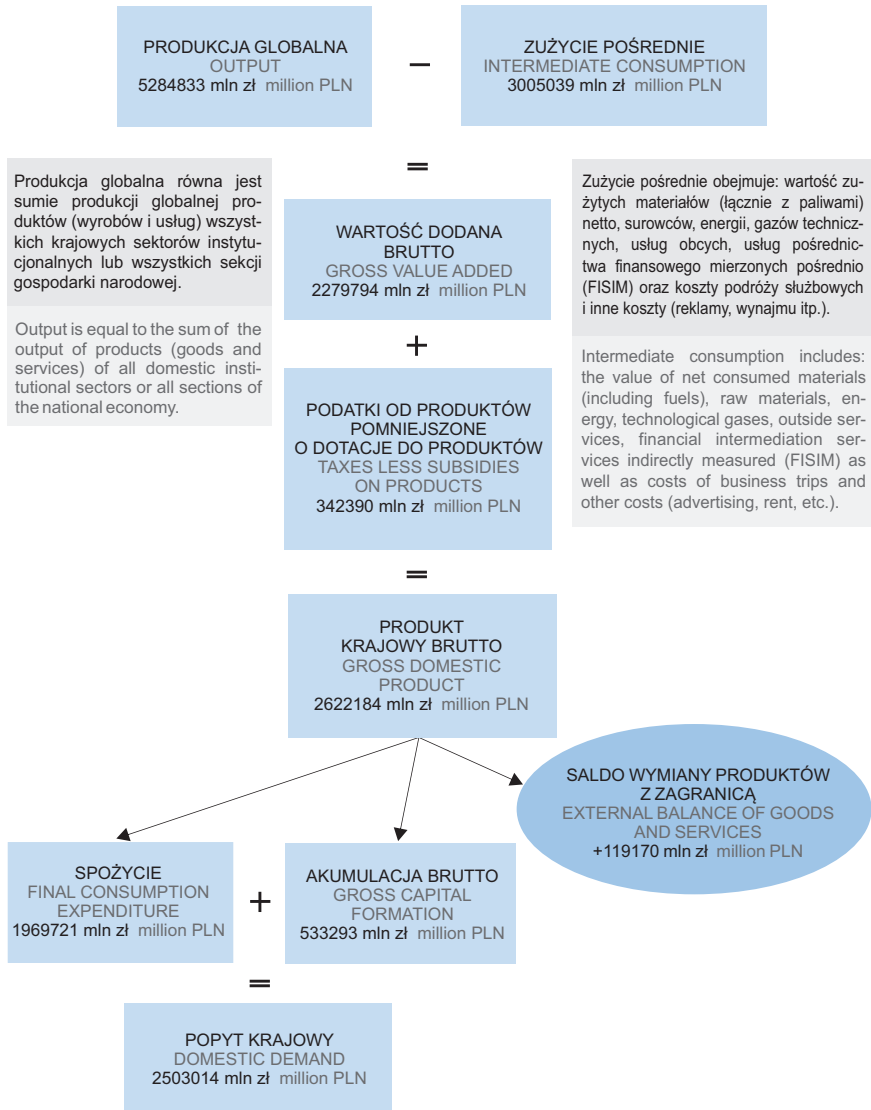 PRODUKCJA GLOBALNA
OUTPUT
5284833 mln zł million PLN
–
ZUŻYCIE POŚREDNIE
INTERMEDIATE CONSUMPTION
3005039 mln zł million PLN
=
Produkcja globalna równa jest
sumie produkcji globalnej pro-
duktów (wyrobów i usług) wszyst-
kich krajowych sektorów instytu-
cjonalnych lub wszystkich sekcji
gospodarki narodowej.
Output is equal to the sum of the
output of products (goods and
services) of all domestic insti-
tutional sectors or all sections of
the national economy.
WARTOŚĆ DODANA
BRUTTO
GROSS VALUE ADDED
2279794 mln zł million PLN
+
PODATKI OD PRODUKTÓW
POMNIEJSZONE
O DOTACJE DO PRODUKTÓW
TAXES LESS SUBSIDIES
ON PRODUCTS
342390 mln zł million PLN
Zużycie pośrednie obejmuje: wartość zu-
żytych materiałów (łącznie z paliwami)
netto, surowców, energii, gazów technicz-
nych, usług obcych, usług pośrednic-
twa finansowego mierzonych pośrednio
(FISIM) oraz koszty podróży służbowych
i inne koszty (reklamy, wynajmu itp.).
Intermediate consumption includes:
the value of net consumed materials
(including fuels), raw materials, en-
ergy, technological gases, outside ser-
vices, financial intermediation ser-
vices indirectly measured (FISIM) as
well as costs of business trips and
other costs (advertising, rent, etc.).
=
PRODUKT
KRAJOWY BRUTTO
GROSS DOMESTIC
PRODUCT
2622184 mln zł million PLN
SALDO WYMIANY PRODUKTÓW
Z ZAGRANICĄ
EXTERNAL BALANCE OF GOODS
AND SERVICES
+119170 mln zł million PLN
SPOŻYCIE
FINAL CONSUMPTION
EXPENDITURE
1969721 mln zł million PLN
+
AKUMULACJA BRUTTO
GROSS CAPITAL
FORMATION
533293 mln zł million PLN
=
POPYT KRAJOWY
DOMESTIC DEMAND
2503014 mln zł million PLN